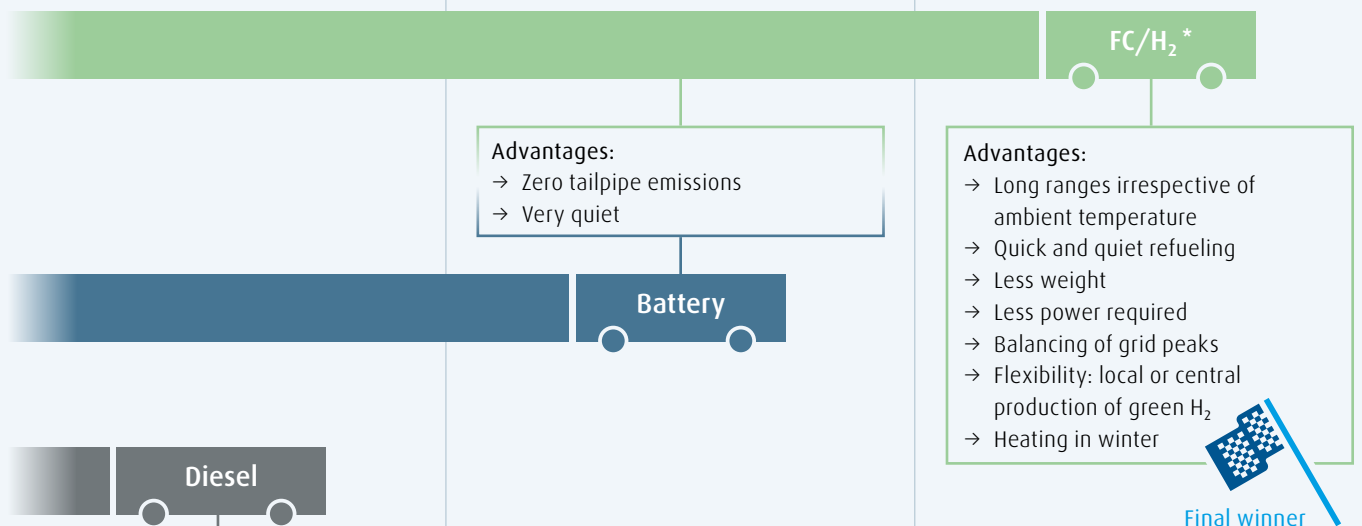 FC/H₂ *
Advantages:
→ Zero tailpipe emissions
→ Very quiet
Advantages:
→ Long ranges irrespective of
ambient temperature
→ Quick and quiet refueling
→ Less weight
→ Less power required
→ Balancing of grid peaks
→ Flexibility: local or central
production of green H₂
→ Heating in winter
Battery
Diesel
Final winner